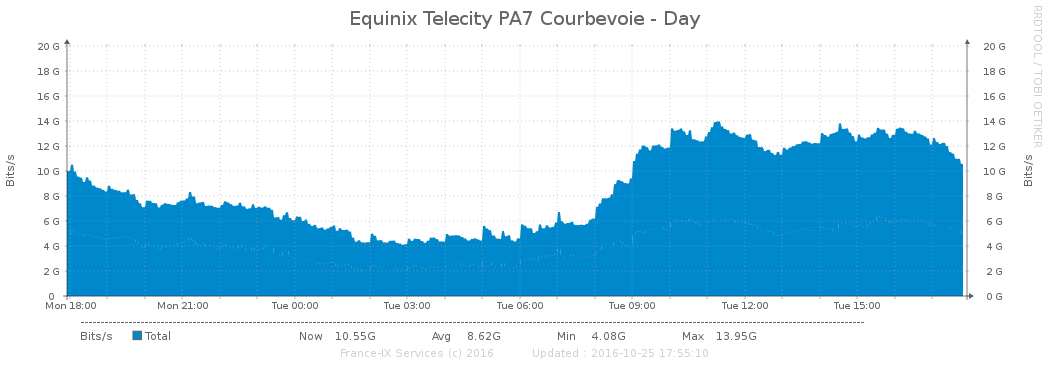 Equinix Telecity PA7 Courbevoie - Day
RRDTOOL / TOBI OETIKER
Bits/s
20 G
18 G
16 G
14 G
12 G
10 G
8 G
6 G
4 G
2 G
0
20 G
18 G
16 G
14 G
12 G
10 G
8 G
6 G
4 G
2 G
0 G
Bits/s
Mon 18:00 Mon 21:00 Tue 00:00 Tue 03:00 Tue 06:00 Tue 09:00 Tue 12:00 Tue 15:00
Bits/s Total Now 10.55G Avg 8.62G Min 4.08G Max 13.95G
France-IX Services (c) 2016 Updated : 2016-10-25 17:55:10